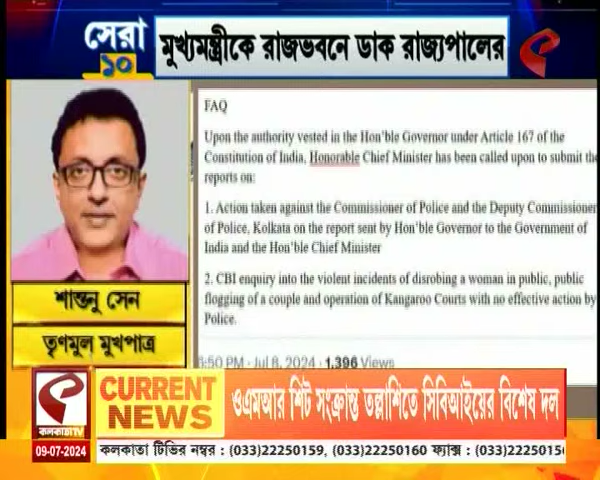 সেরা
১০
মুখ্যমন্ত্রীকে রাজভবনে ডাক রাজ্যপালের
FAQ
Upon the authority vested in the Hon'ble Governor under Article 167 of the
Constitution of India, Honorable Chief Minister has been called upon to submit the
reports on:
1. Action taken against the Commissioner of Police and the Deputy Commissioner
of Police, Kolkata on the report sent by Hon'ble Governor to the Government of
India and the Hon'ble Chief Minister
2. CBI enquiry into the violent incidents of disrobing a woman in public, public
flogging of a couple and operation of Kangaroo Courts with no effective action by
Police.
6:50 PM · Jul 8, 2024 · 1,396 Views
শান্তনু সেন
তৃণমূল মুখপাত্র
কলকাতা TV
CURRENT
NEWS
ওএমআর শিট সংক্রান্ত তল্লাশিতে সিবিআইয়ের বিশেষ দল
09-07-2024
কলকাতা টিভির নম্বর : (033)22250159, (033)22250160 ফ্যাক্স : (033)2225015